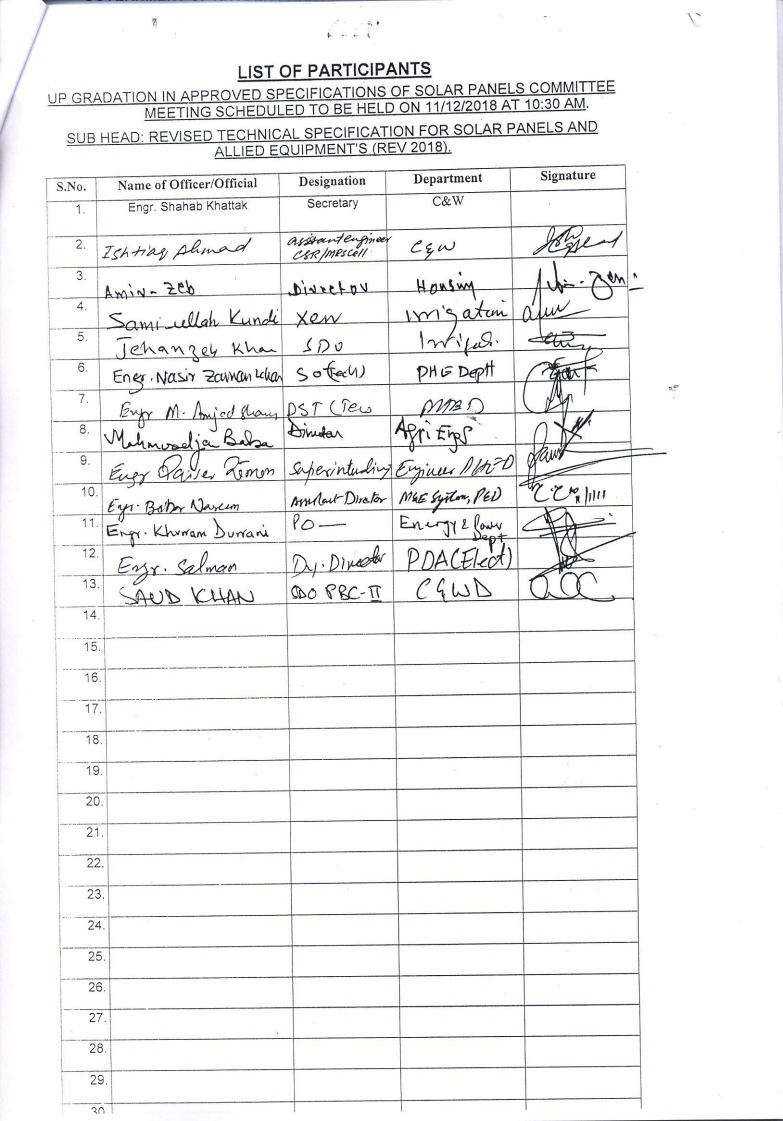 LIST OF PARTICIPANTS
UP GRADATION IN APPROVED SPECIFICATIONS OF SOLAR PANELS COMMITTEE
MEETING SCHEDULED TO BE HELD ON 11/12/2018 AT 10:30 AM.
SUB HEAD: REVISED TECHNICAL SPECIFICATION FOR SOLAR PANELS AND
ALLIED EQUIPMENT'S (REV 2018).
S.No. Name of Officer/Official Designation Department Signature
1. Engr. Shahab Khattak Secretary C&W
2. Ishtiaq Ahmad assistant engineer C&W
CSR/MRS Cell
3. Amir-Zeb Director Housing
4. Sami-ullah Kundi Xen Irrigation
5. Jehanzeb Khan SDO
6. Engr. Nasir Zaman Khan SO(Tech) PHE Deptt
7. Engr M. Amjad
8. Baba Director Agri Eng
9. Engr Superintending Engineer
10. Engr. Babar Naeem Assistant Director M&E System, P&D
11. Engr. Khurram Durrani PO — Energy & Power
Dept
12. Engr. Salman Dy. Director PDA(Elect)
13. SAUD KHAN SDO PBC-II C&WD
14.
15.
16.
17.
18.
19.
20.
21.
22.
23.
24.
25.
26.
27.
28.
29.
30